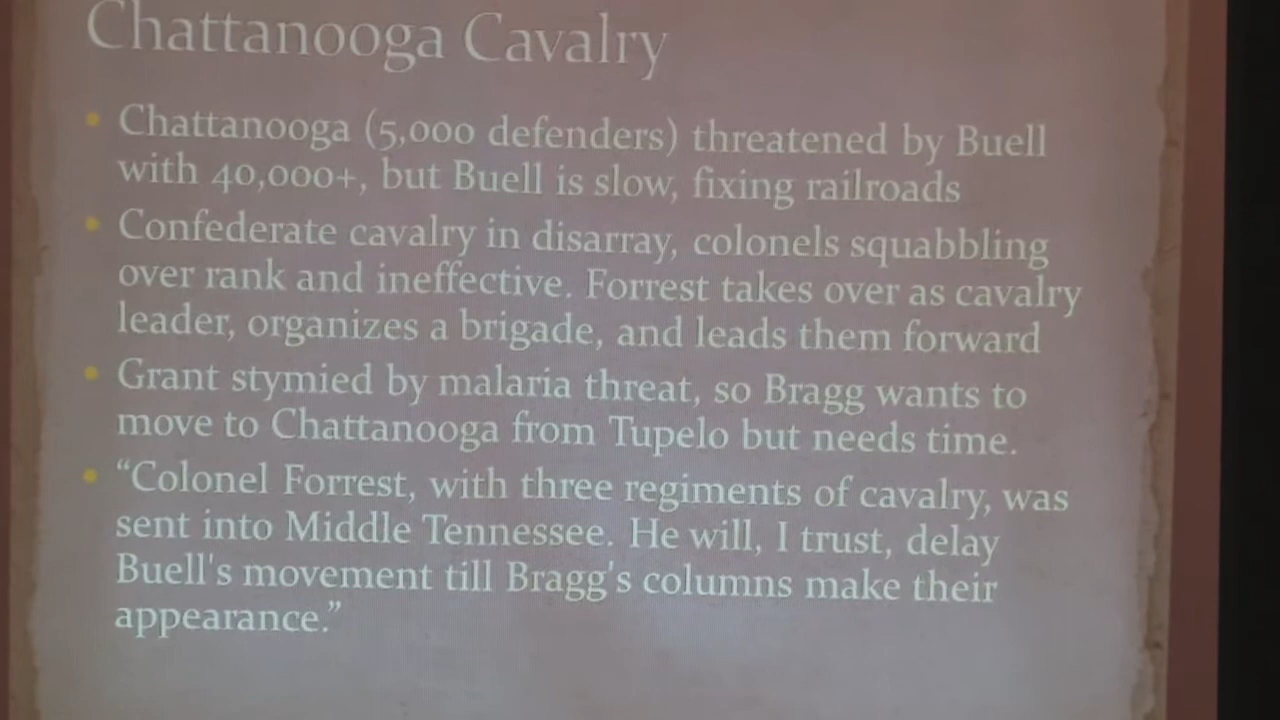 Chattanooga Cavalry
• Chattanooga (5,000 defenders) threatened by Buell
with 40,000+, but Buell is slow, fixing railroads
• Confederate cavalry in disarray, colonels squabbling
over rank and ineffective. Forrest takes over as cavalry
leader, organizes a brigade, and leads them forward
• Grant stymied by malaria threat, so Bragg wants to
move to Chattanooga from Tupelo but needs time.
• “Colonel Forrest, with three regiments of cavalry, was
sent into Middle Tennessee. He will, I trust, delay
Buell's movement till Bragg's columns make their
appearance.”